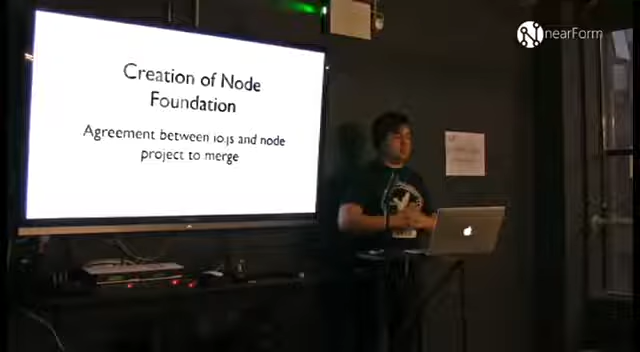 nearForm
Creation of Node
Foundation
Agreement between io.js and node
project to merge